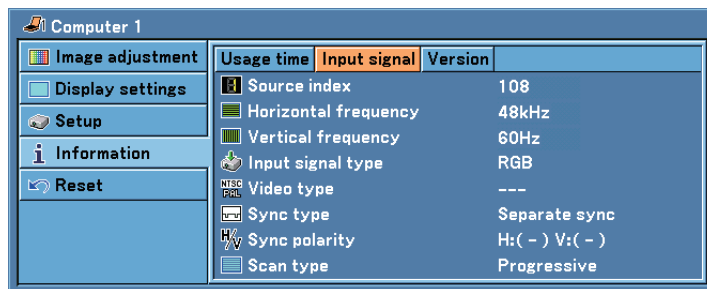 Computer 1
Image adjustment
Display settings
Setup
Information
Reset
Usage time Input signal Version
Source index 108
Horizontal frequency 48kHz
Vertical frequency 60Hz
Input signal type RGB
NTSC PAL Video type ---
Sync type Separate sync
H/V Sync polarity H:( − ) V:( − )
Scan type Progressive